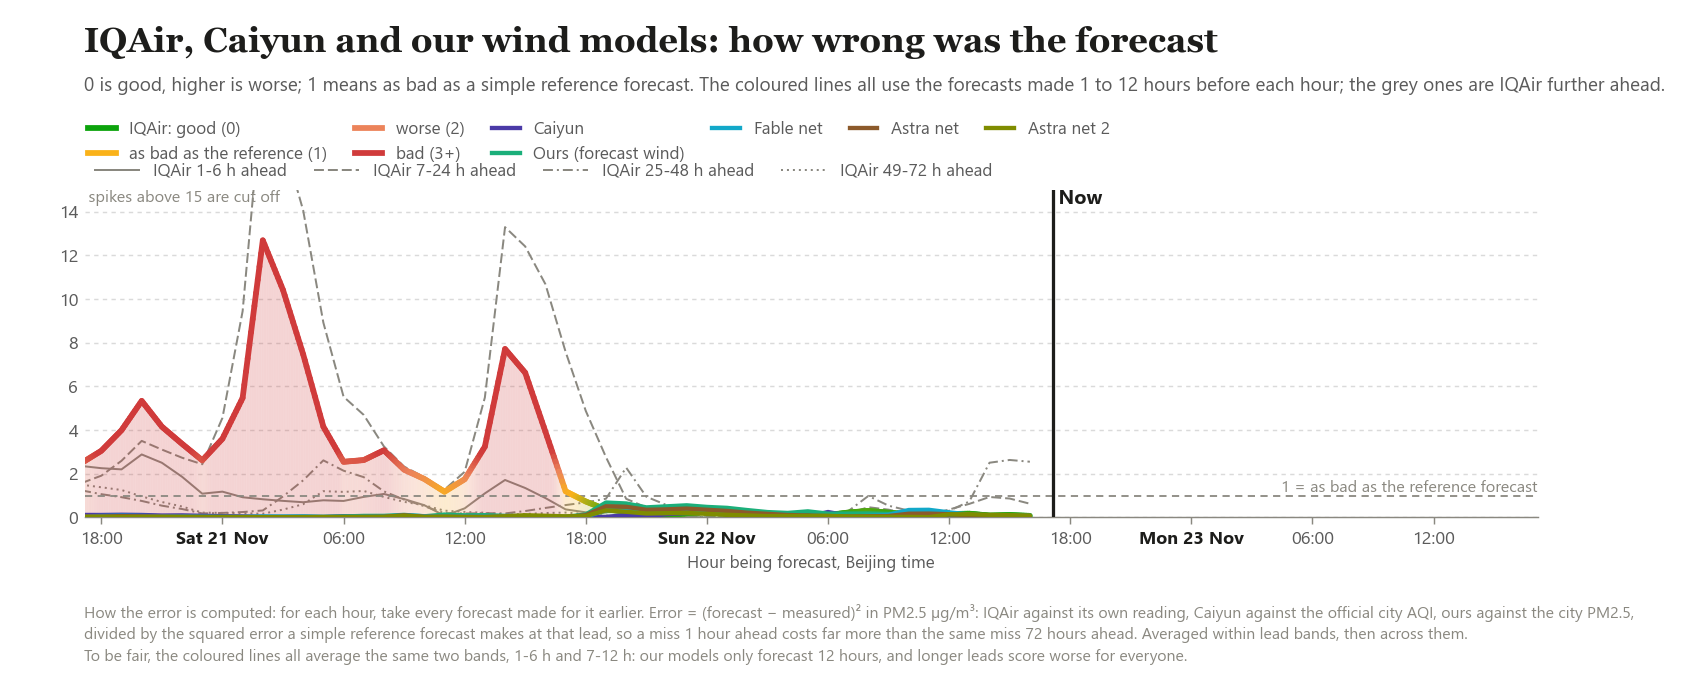 IQAir, Caiyun and our wind models: how wrong was the forecast
0 is good, higher is worse; 1 means as bad as a simple reference forecast. The coloured lines all use the forecasts made 1 to 12 hours before each hour; the grey ones are IQAir further ahead.
IQAir: good (0) worse (2) Caiyun Fable net Astra net Astra net 2
as bad as the reference (1) bad (3+) Ours (forecast wind)
IQAir 1-6 h ahead IQAir 7-24 h ahead IQAir 25-48 h ahead IQAir 49-72 h ahead
spikes above 15 are cut off
Now
14
12
10
8
6
4
2
1 = as bad as the reference forecast
0
18:00 Sat 21 Nov 06:00 12:00 18:00 Sun 22 Nov 06:00 12:00 18:00 Mon 23 Nov 06:00 12:00
Hour being forecast, Beijing time
How the error is computed: for each hour, take every forecast made for it earlier. Error = (forecast − measured)² in PM2.5 µg/m³: IQAir against its own reading, Caiyun against the official city AQI, ours against the city PM2.5,
divided by the squared error a simple reference forecast makes at that lead, so a miss 1 hour ahead costs far more than the same miss 72 hours ahead. Averaged within lead bands, then across them.
To be fair, the coloured lines all average the same two bands, 1-6 h and 7-12 h: our models only forecast 12 hours, and longer leads score worse for everyone.